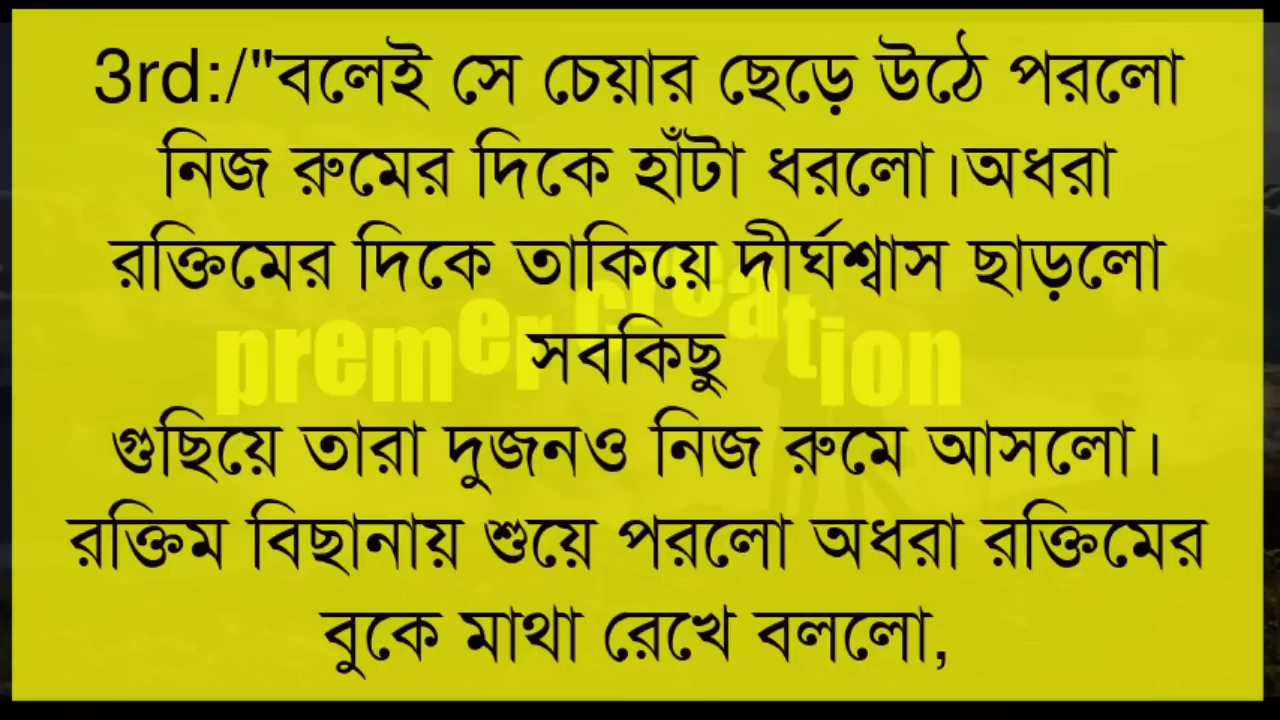 3rd:/"বলেই সে চেয়ার ছেড়ে উঠে পরলো
নিজ রুমের দিকে হাঁটা ধরলো।অধরা
রক্তিমের দিকে তাকিয়ে দীর্ঘশ্বাস ছাড়লো
সবকিছু
premer creation
গুছিয়ে তারা দুজনও নিজ রুমে আসলো।
রক্তিম বিছানায় শুয়ে পরলো অধরা রক্তিমের
বুকে মাথা রেখে বললো,